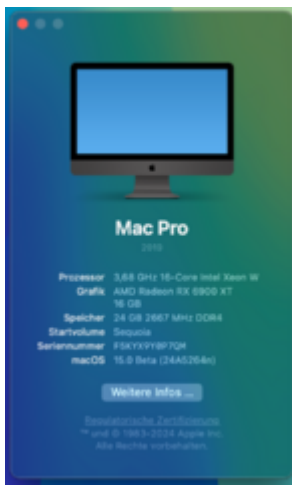 Mac Pro
2019
Prozessor 3,68 GHz 16-Core Intel Xeon W
Grafik AMD Radeon RX 6900 XT
16 GB
Speicher 24 GB 2667 MHz DDR4
Startvolume Sequoia
Seriennummer
macOS 15.0 Beta (24A5264n)
Weitere Infos ...
Regulatorische Zertifizierung
™ und © 1983-2024 Apple Inc.
Alle Rechte vorbehalten.